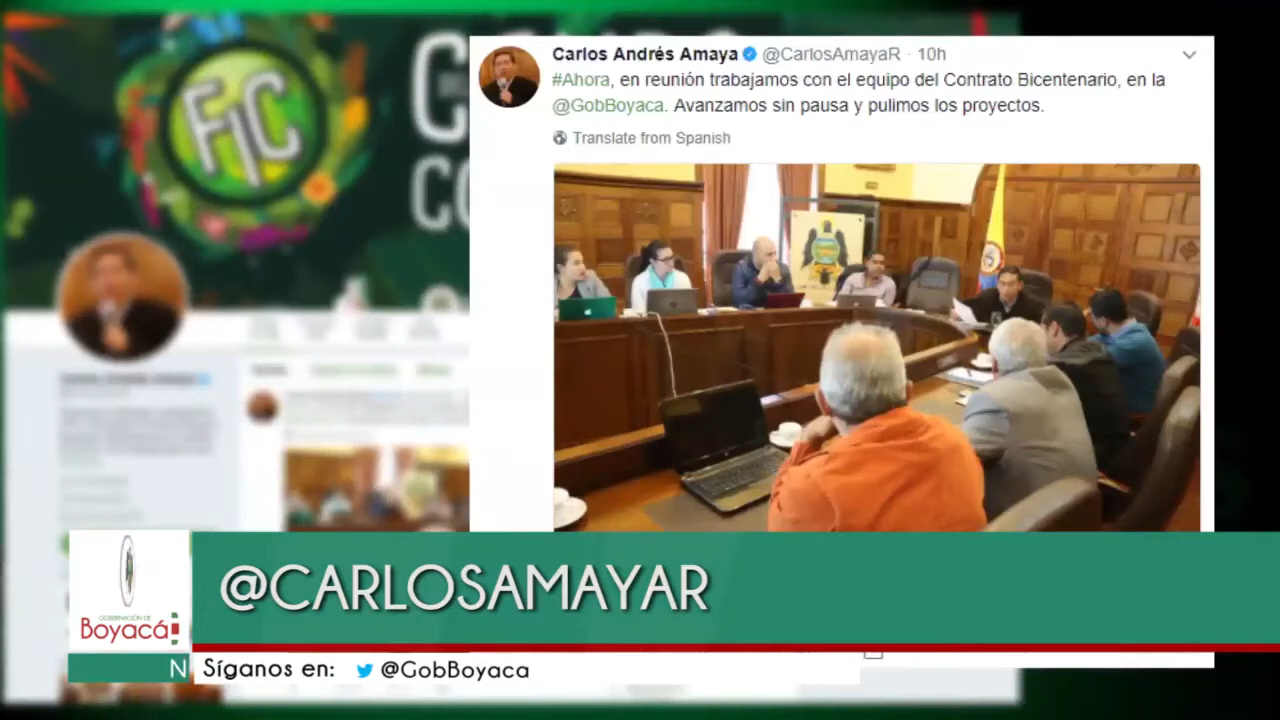 FIC
Carlos Andrés Amaya @CarlosAmayaR · 10h
#Ahora, en reunión trabajamos con el equipo del Contrato Bicentenario, en la
@GobBoyaca. Avanzamos sin pausa y pulimos los proyectos.
Translate from Spanish
@CARLOSAMAYAR
GOBERNACIÓN DE
Boyacá
N
Síganos en: @GobBoyaca